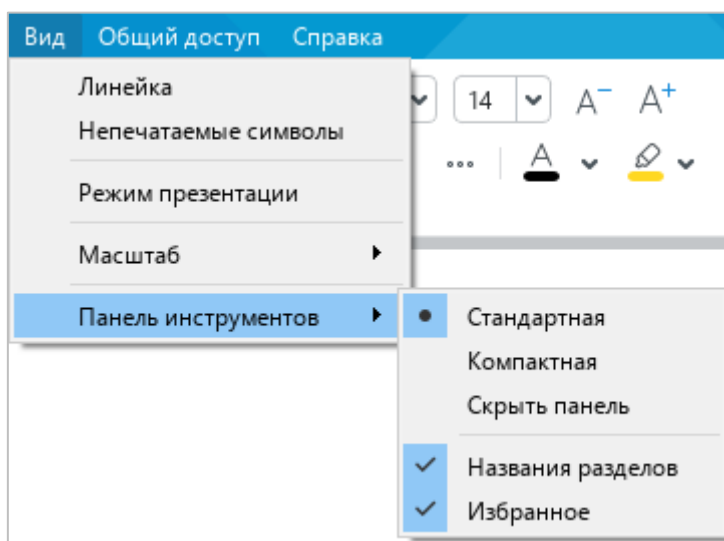 Вид Общий доступ Справка
Линейка
Непечатаемые символы
Режим презентации
Масштаб
Панель инструментов
14 A− A+
A
Стандартная
Компактная
Скрыть панель
Названия разделов
Избранное